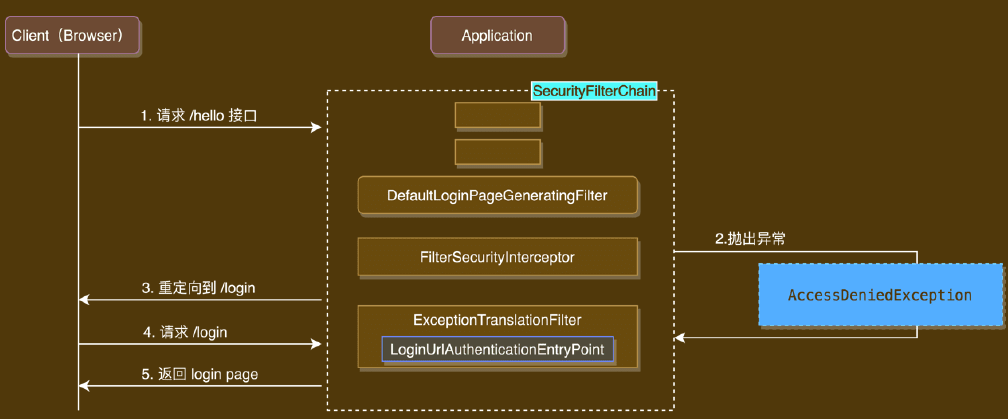 Client（Browser）
Application
SecurityFilterChain
1. 请求 /hello 接口
DefaultLoginPageGeneratingFilter
2.抛出异常
FilterSecurityInterceptor
AccessDeniedException
3. 重定向到 /login
ExceptionTranslationFilter
4. 请求 /login
LoginUrlAuthenticationEntryPoint
5. 返回 login page